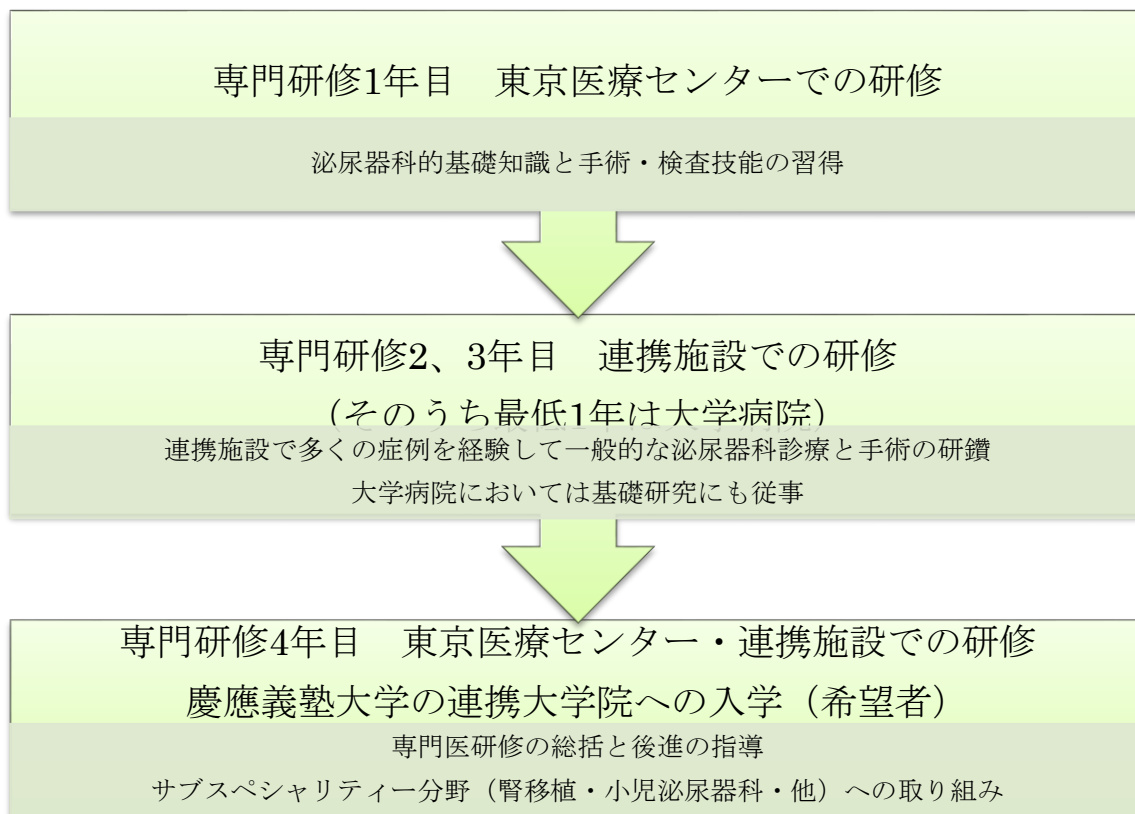 専門研修1年目　東京医療センターでの研修
泌尿器科的基礎知識と手術・検査技能の習得
専門研修2、3年目　連携施設での研修
（そのうち最低1年は大学病院）
連携施設で多くの症例を経験して一般的な泌尿器科診療と手術の研鑽
大学病院においては基礎研究にも従事
専門研修4年目　東京医療センター・連携施設での研修
慶應義塾大学の連携大学院への入学（希望者）
専門医研修の総括と後進の指導
サブスペシャリティー分野（腎移植・小児泌尿器科・他）への取り組み